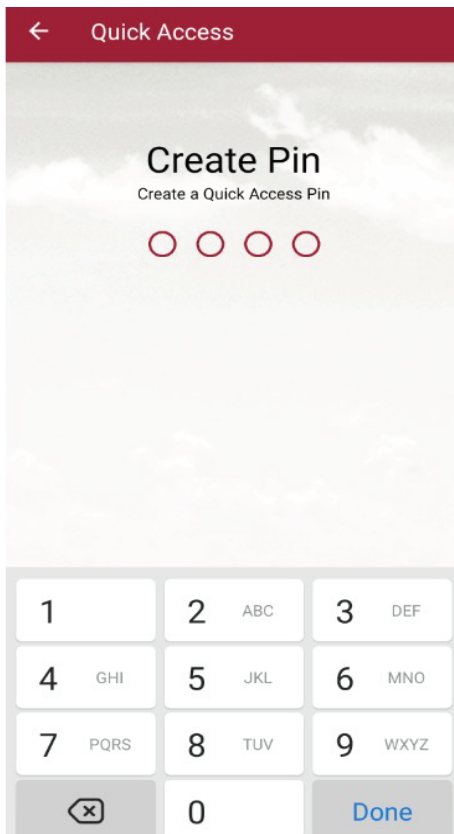 Quick Access
Create Pin
Create a Quick Access Pin
1 2 ABC 3 DEF
4 GHI 5 JKL 6 MNO
7 PQRS 8 TUV 9 WXYZ
0 Done